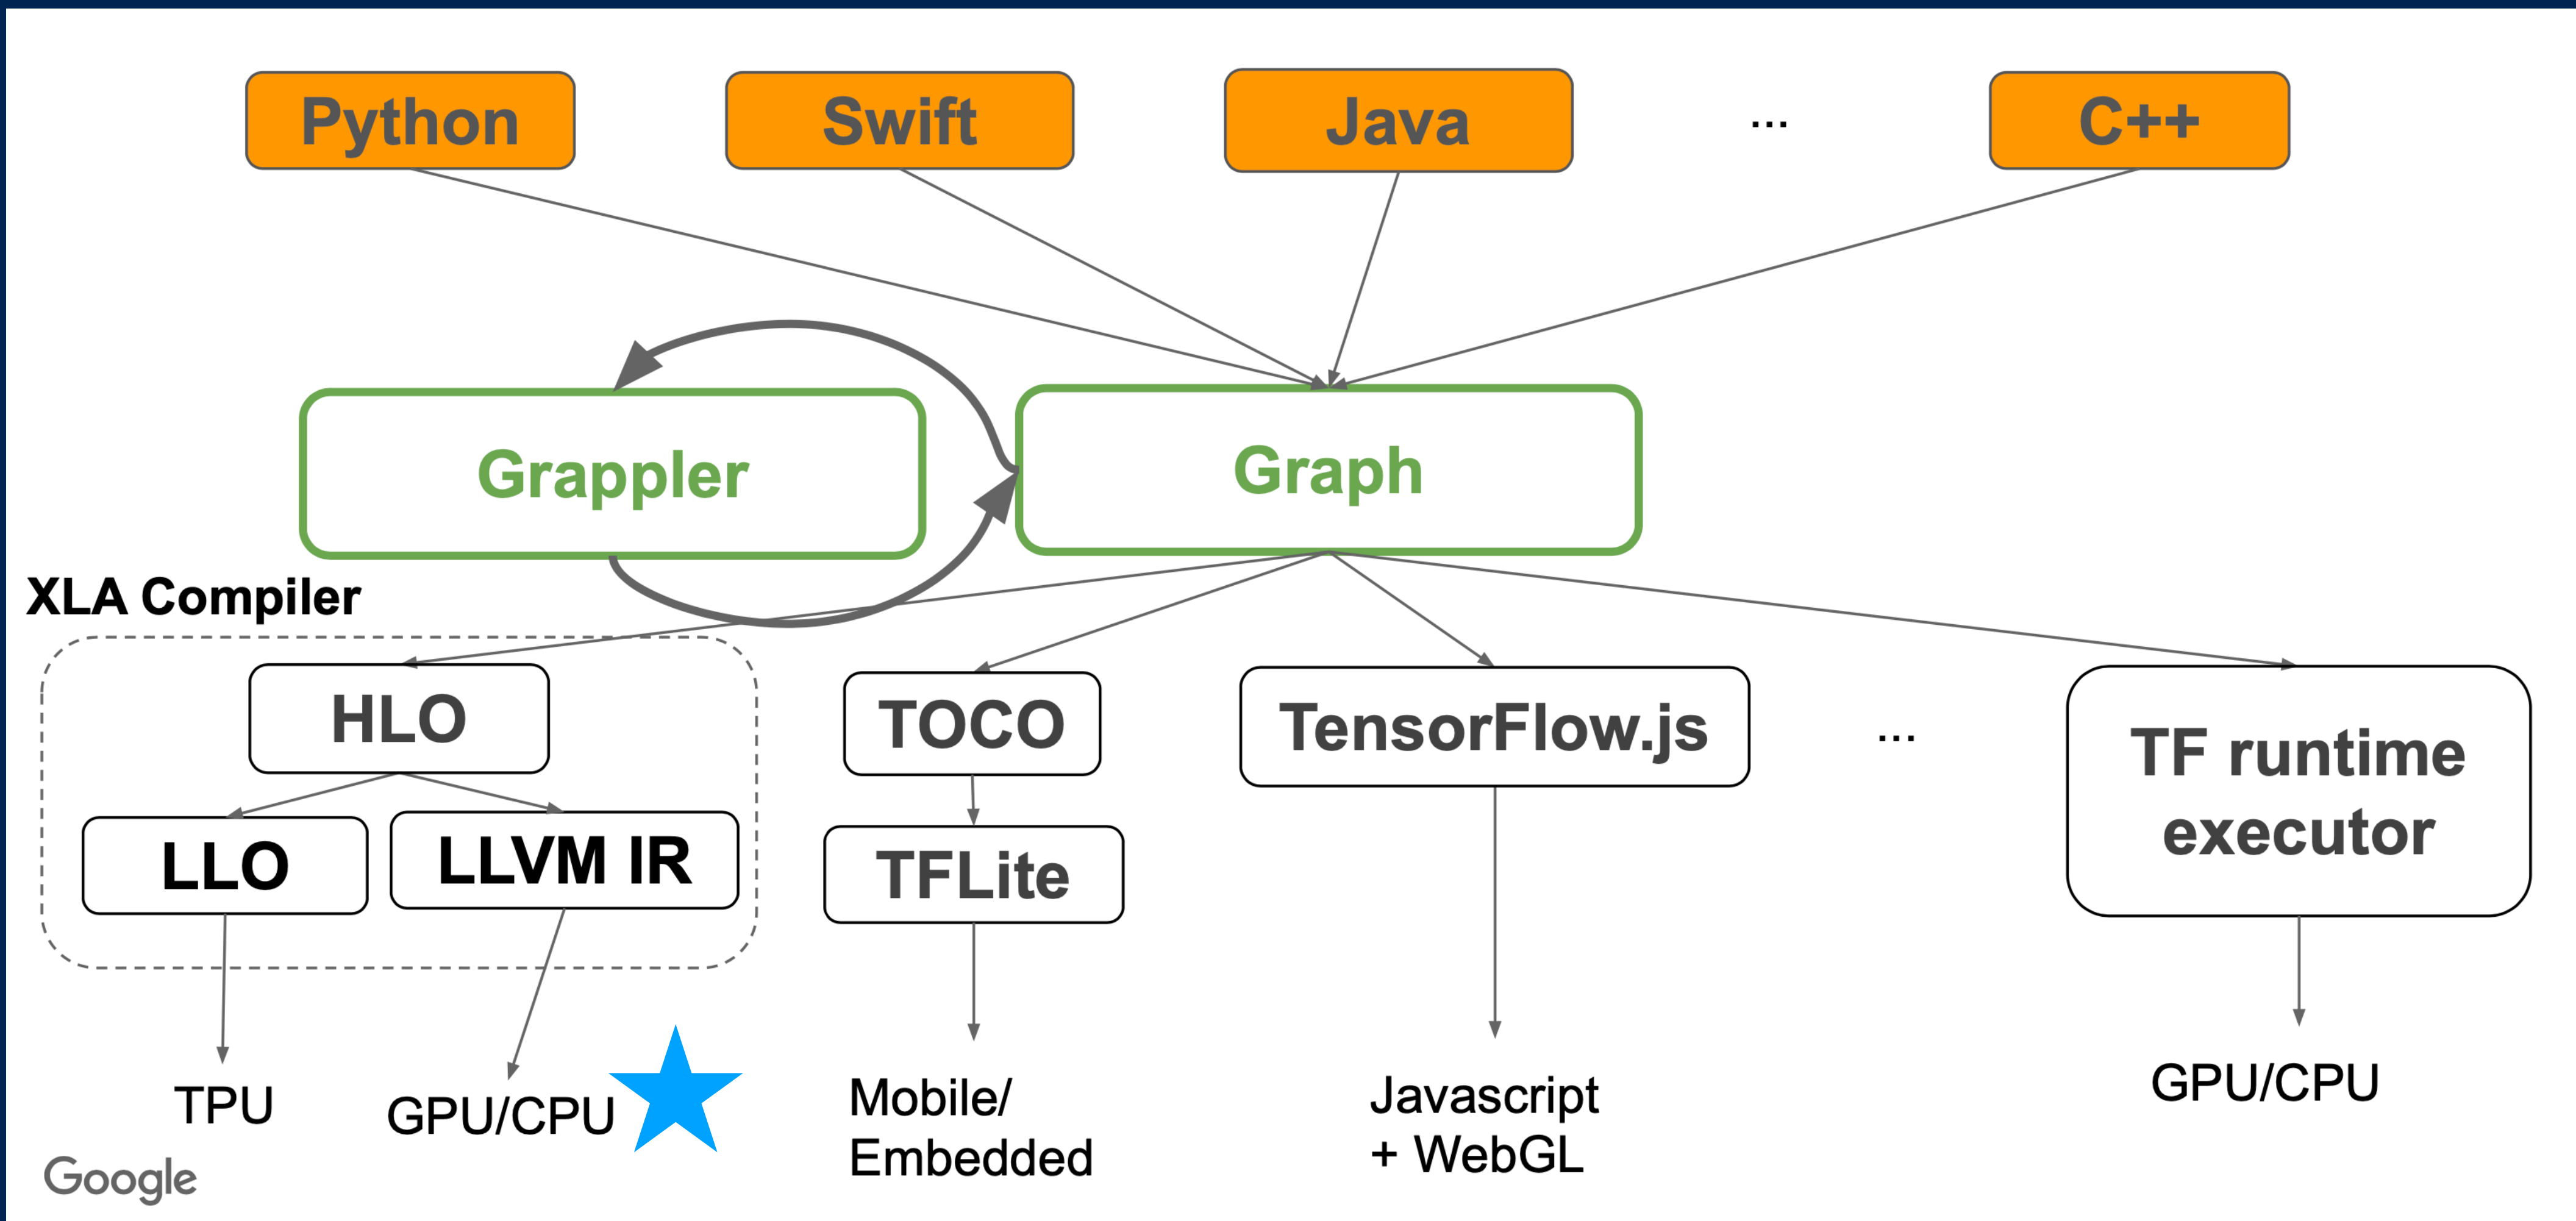 Python
Swift
Java
...
C++
Grappler
Graph
XLA Compiler
HLO
TOCO
TensorFlow.js
...
TF runtime
executor
LLO
LLVM IR
TFLite
TPU
GPU/CPU
Mobile/
Embedded
Javascript
+ WebGL
GPU/CPU
Google